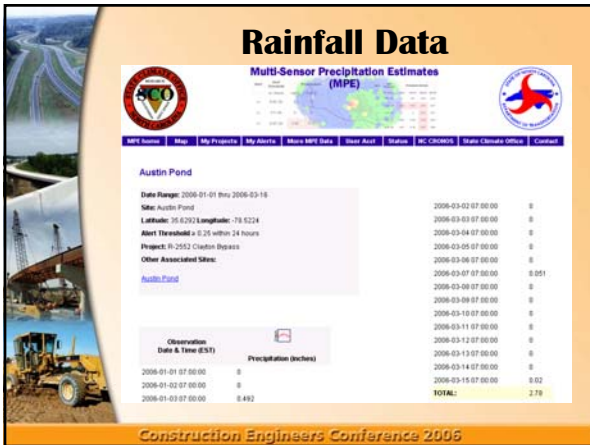 Rainfall Data
Multi-Sensor Precipitation Estimates
(MPE)
SCO
MPE home Map My Projects My Alerts More MPE Data User Acct Status NC CRONOS State Climate Office Contact
Austin Pond
Date Range: 2006-01-01 thru 2006-03-16
Site: Austin Pond
Latitude: 35.6292 Longitude: -78.5224
Alert Threshold ≥ 0.25 within 24 hours
Project: R-2552 Clayton Bypass
Other Associated Sites:
Austin Pond
Observation
Date & Time (EST)
Precipitation (inches)
2006-01-01 07:00:00 0
2006-01-02 07:00:00 0
2006-01-03 07:00:00 0.492
2006-03-02 07:00:00 0
2006-03-03 07:00:00 0
2006-03-04 07:00:00 0
2006-03-05 07:00:00 0
2006-03-06 07:00:00 0
2006-03-07 07:00:00 0.051
2006-03-08 07:00:00 0
2006-03-09 07:00:00 0
2006-03-10 07:00:00 0
2006-03-11 07:00:00 0
2006-03-12 07:00:00 0
2006-03-13 07:00:00 0
2006-03-14 07:00:00 0
2006-03-15 07:00:00 0.02
TOTAL: 2.78
Construction Engineers Conference 2006